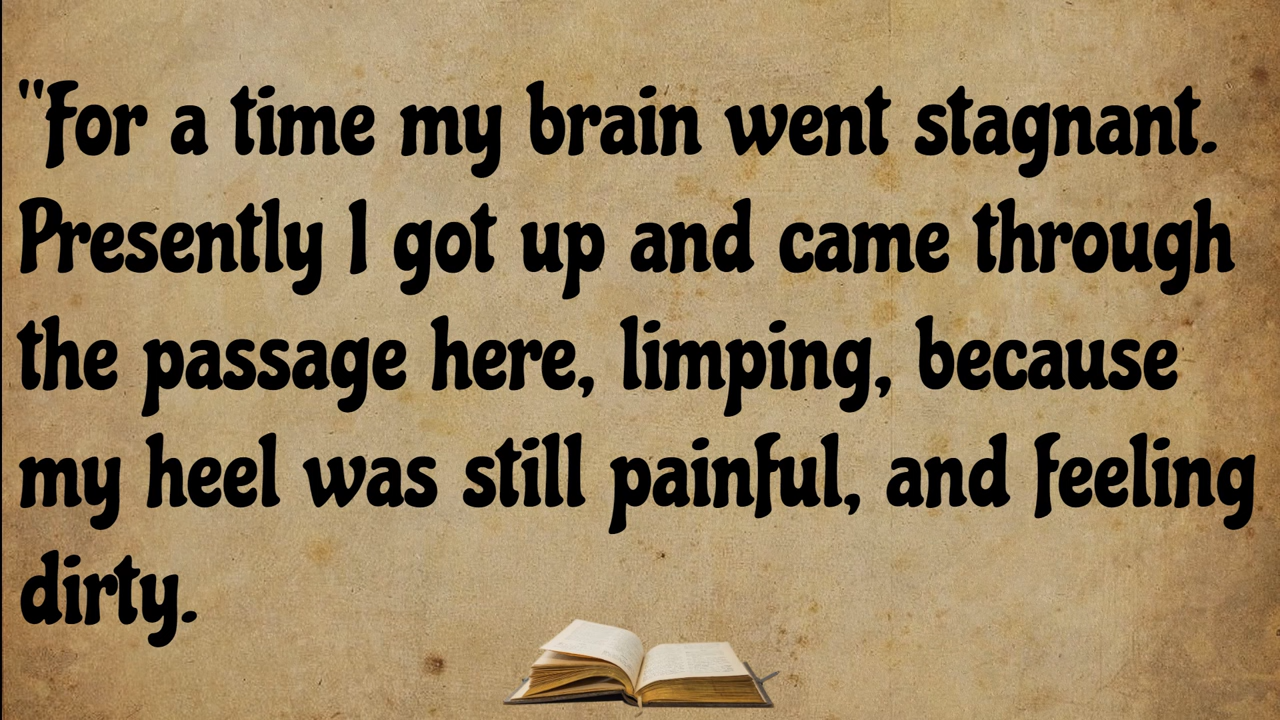 "For a time my brain went stagnant.
Presently I got up and came through
the passage here, limping, because
my heel was still painful, and feeling
dirty.